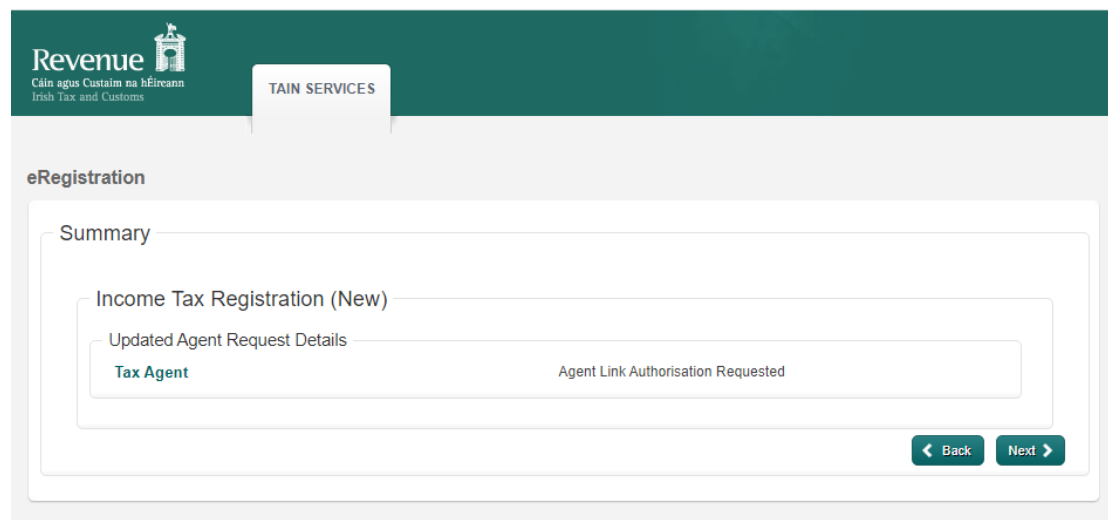 Revenue
Cáin agus Custaim na hÉireann
Irish Tax and Customs
TAIN SERVICES
eRegistration
Summary
Income Tax Registration (New)
Updated Agent Request Details
Tax Agent Agent Link Authorisation Requested
Back Next